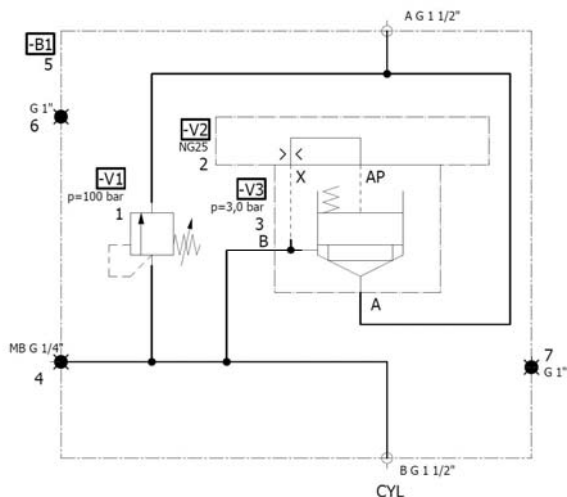 A G 1 1/2"
-B1
5
G 1"
6
-V2
NG25
2
X
AP
-V1
p=100 bar
1
-V3
p=3,0 bar
3
B
A
MB G 1/4"
4
7
G 1"
B G 1 1/2"
CYL